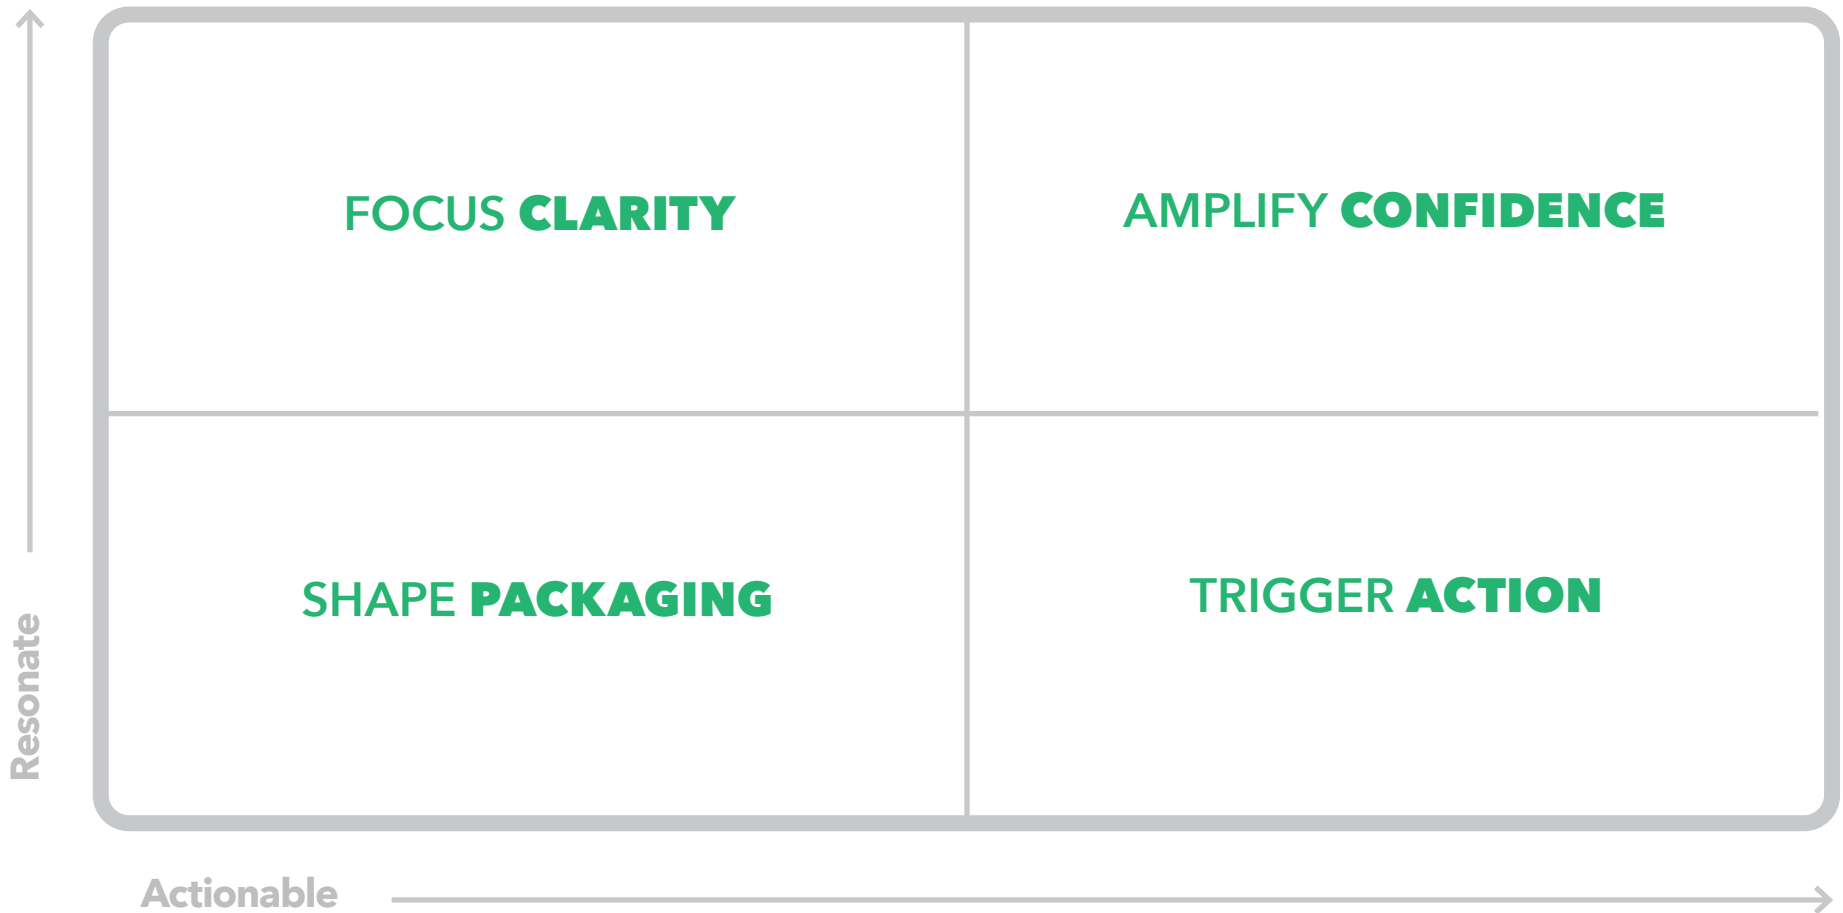 FOCUS CLARITY
AMPLIFY CONFIDENCE
SHAPE PACKAGING
TRIGGER ACTION
Resonate
Actionable